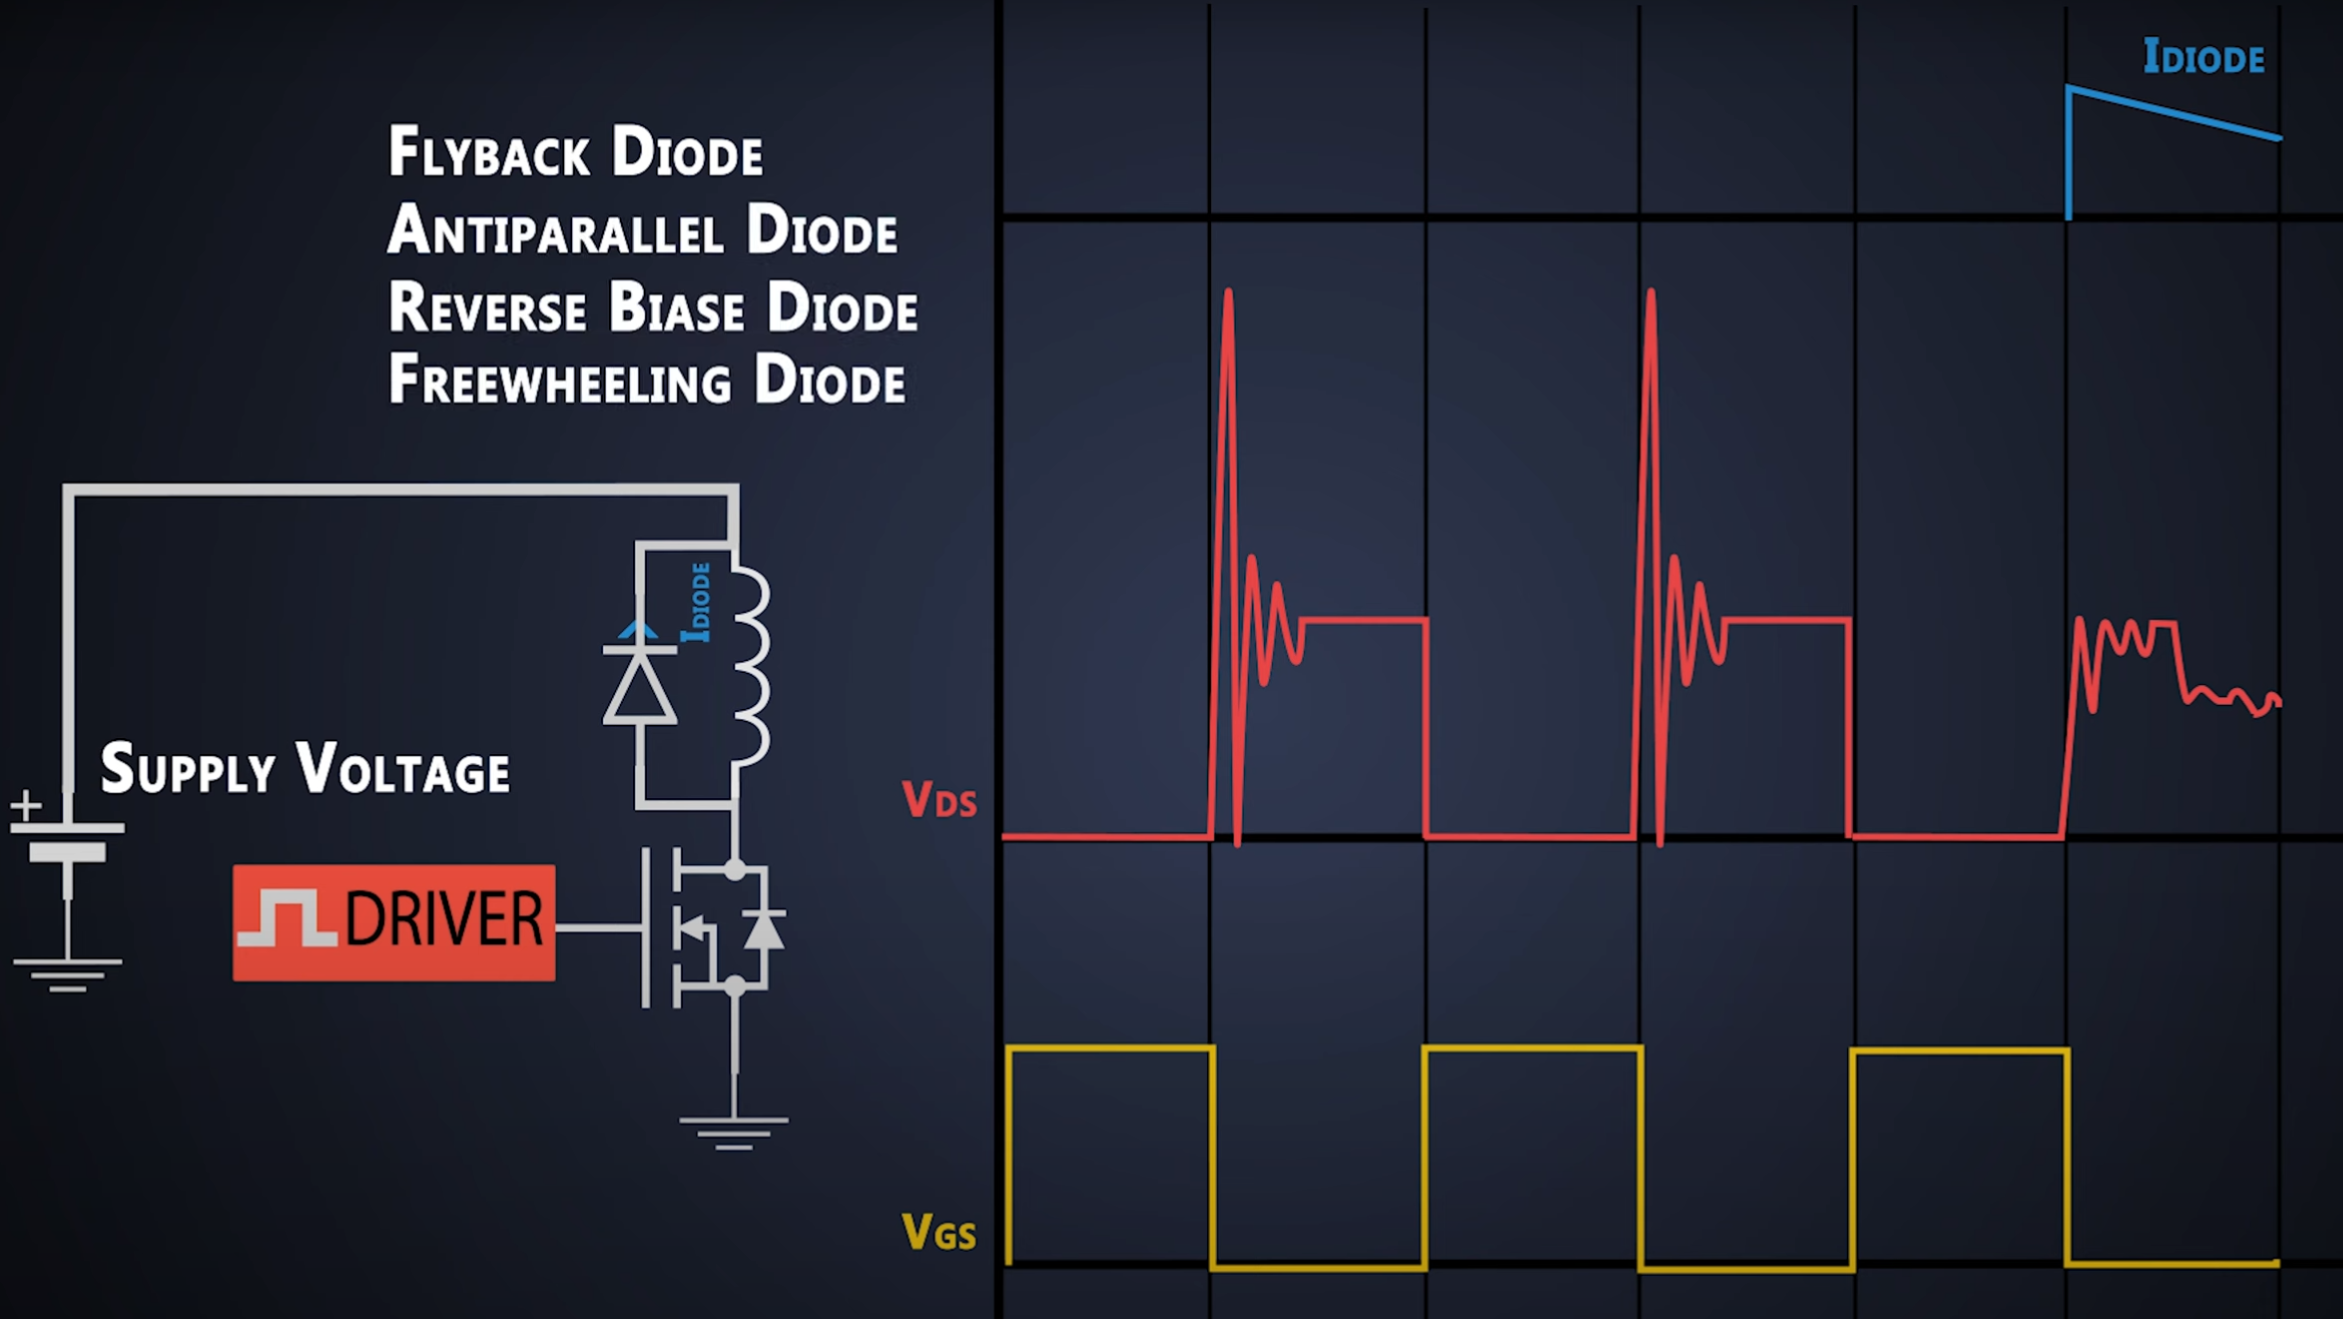 IDIODE
FLYBACK DIODE
ANTIPARALLEL DIODE
REVERSE BIASE DIODE
FREEWHEELING DIODE
IDIODE
SUPPLY VOLTAGE
+
VDS
DRIVER
VGS